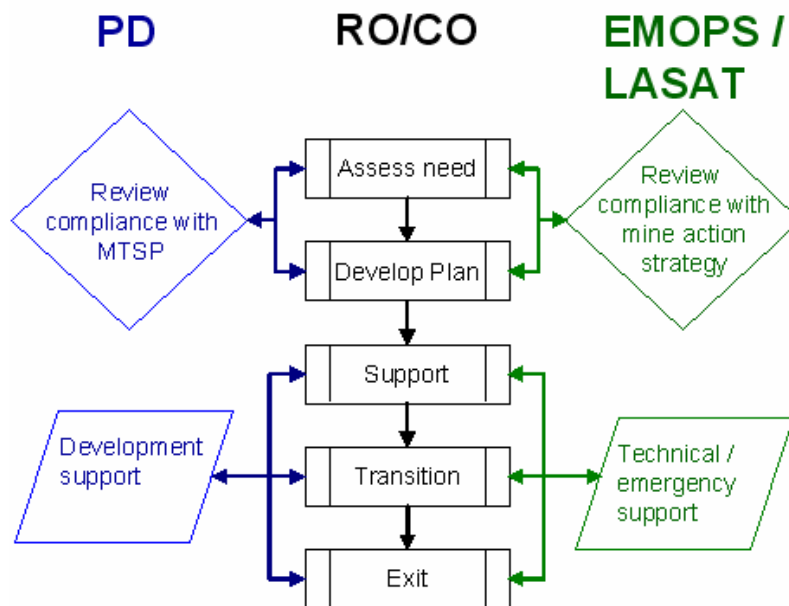 PD
RO/CO
EMOPS /
LASAT
Review
compliance with
MTSP
Assess need
Develop Plan
Review
compliance with
mine action
strategy
Development
support
Support
Transition
Exit
Technical /
emergency
support